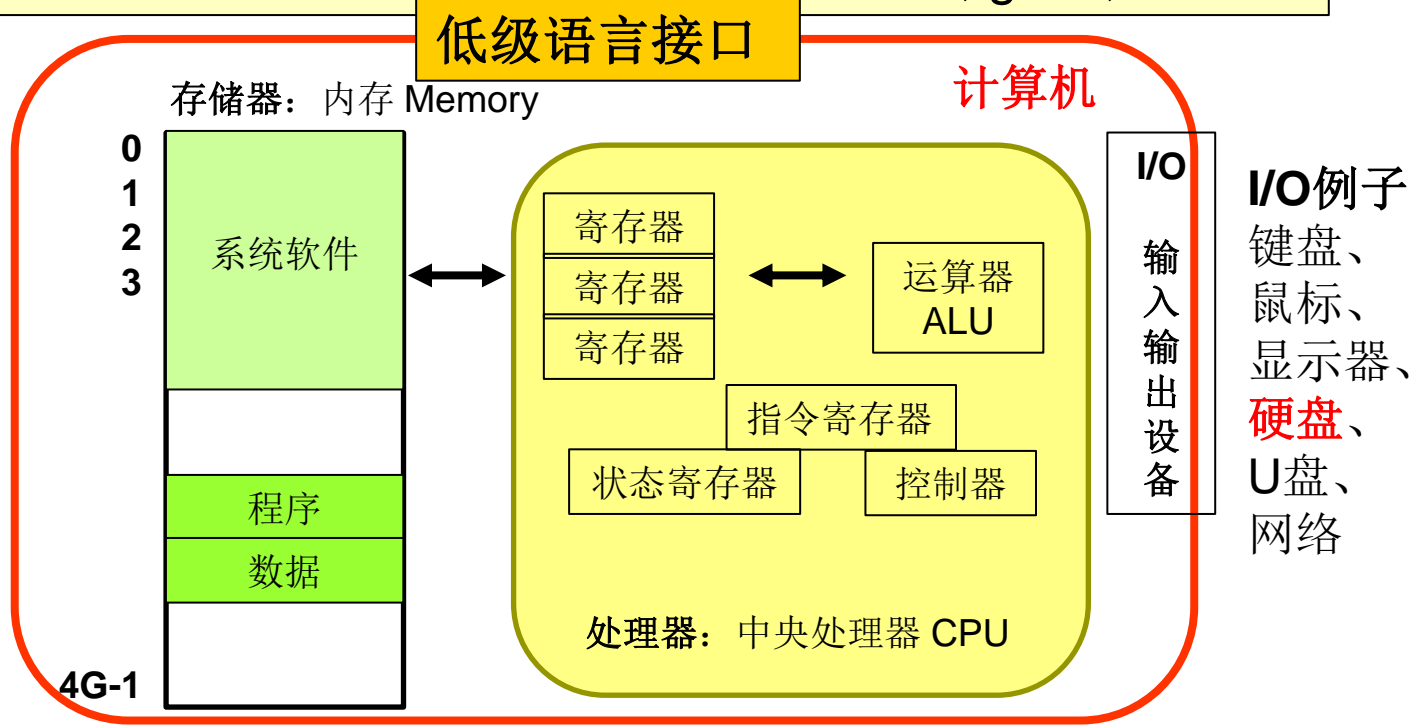 低级语言接口
计算机
存储器：内存 Memory
0
1
2
3
4G-1
系统软件
程序
数据
寄存器
寄存器
寄存器
运算器
ALU
指令寄存器
状态寄存器
控制器
处理器：中央处理器 CPU
I/O
输
入
输
出
设
备
I/O例子
键盘、
鼠标、
显示器、
硬盘、
U盘、
网络